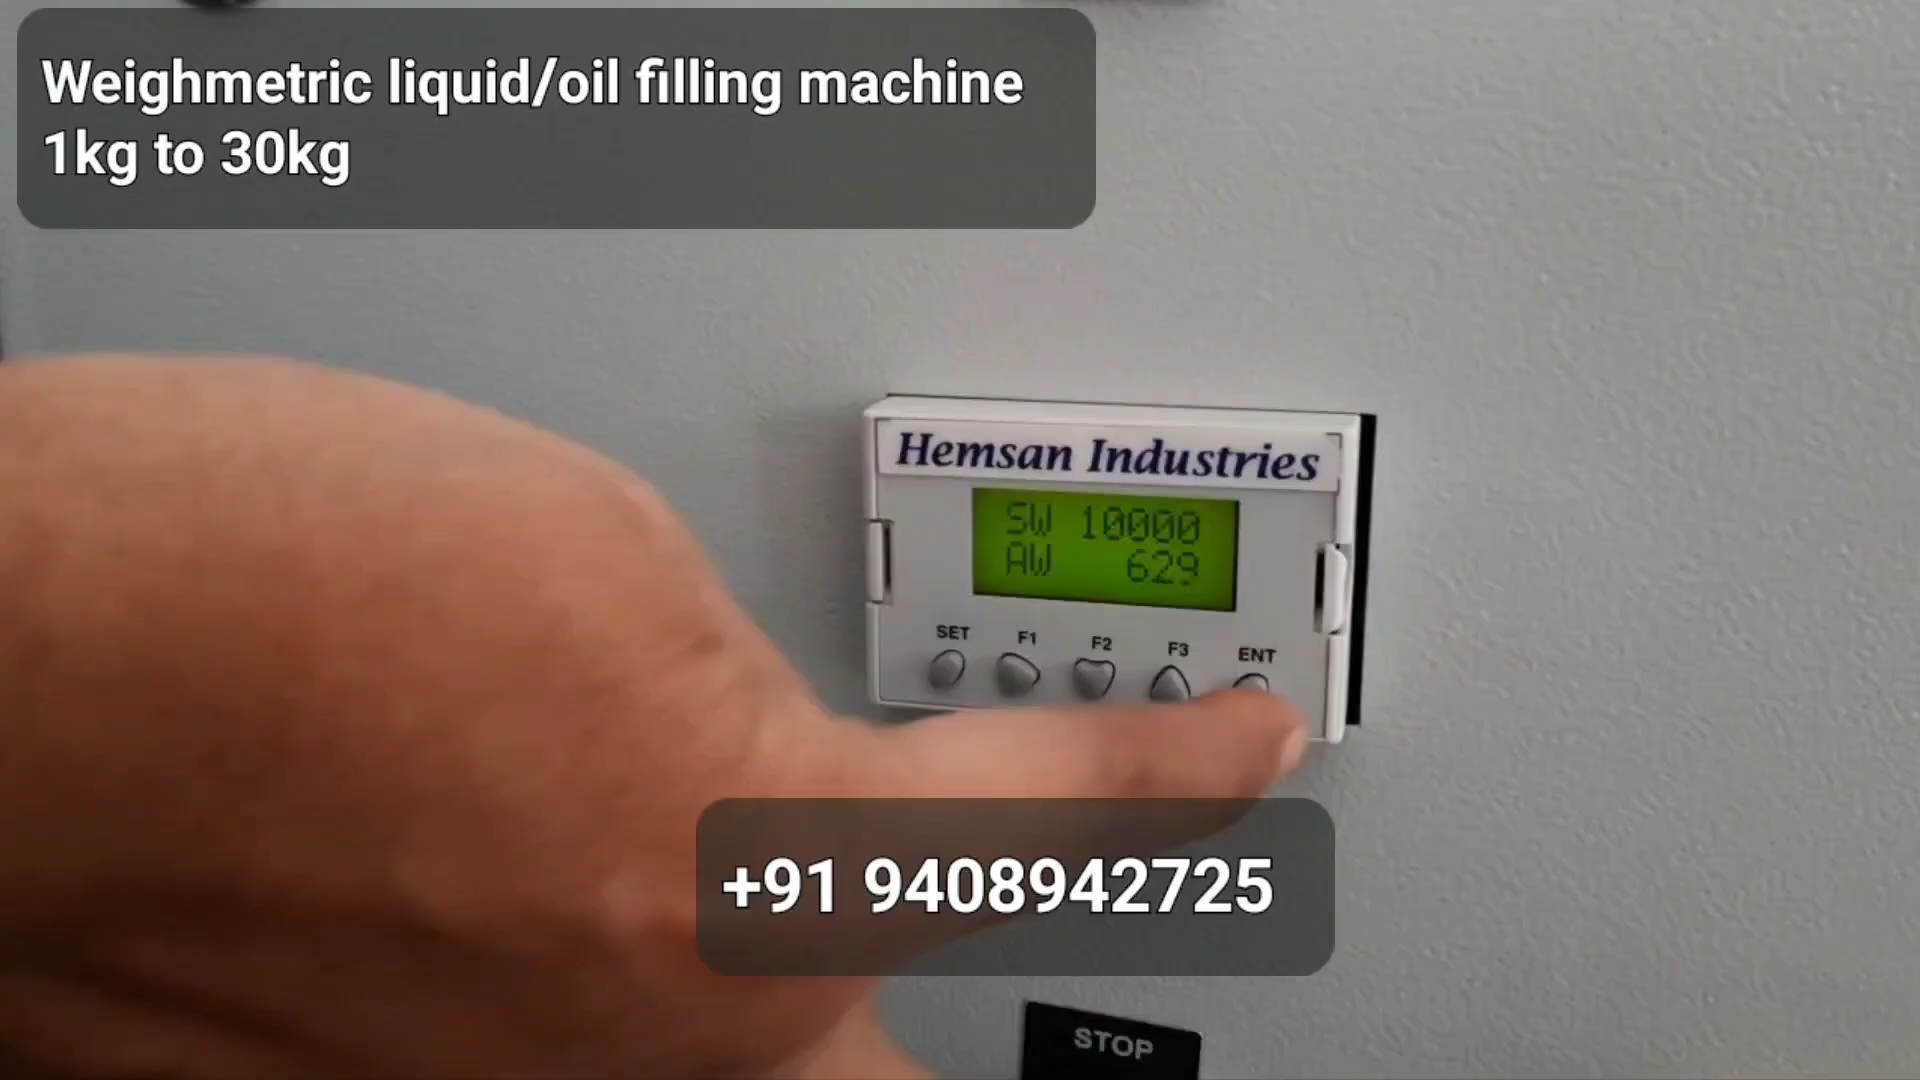 Weighmetric liquid/oil filling machine
1kg to 30kg
Hemsan Industries
SW 10000
AW 629
SET F1 F2 F3 ENT
+91 9408942725
STOP